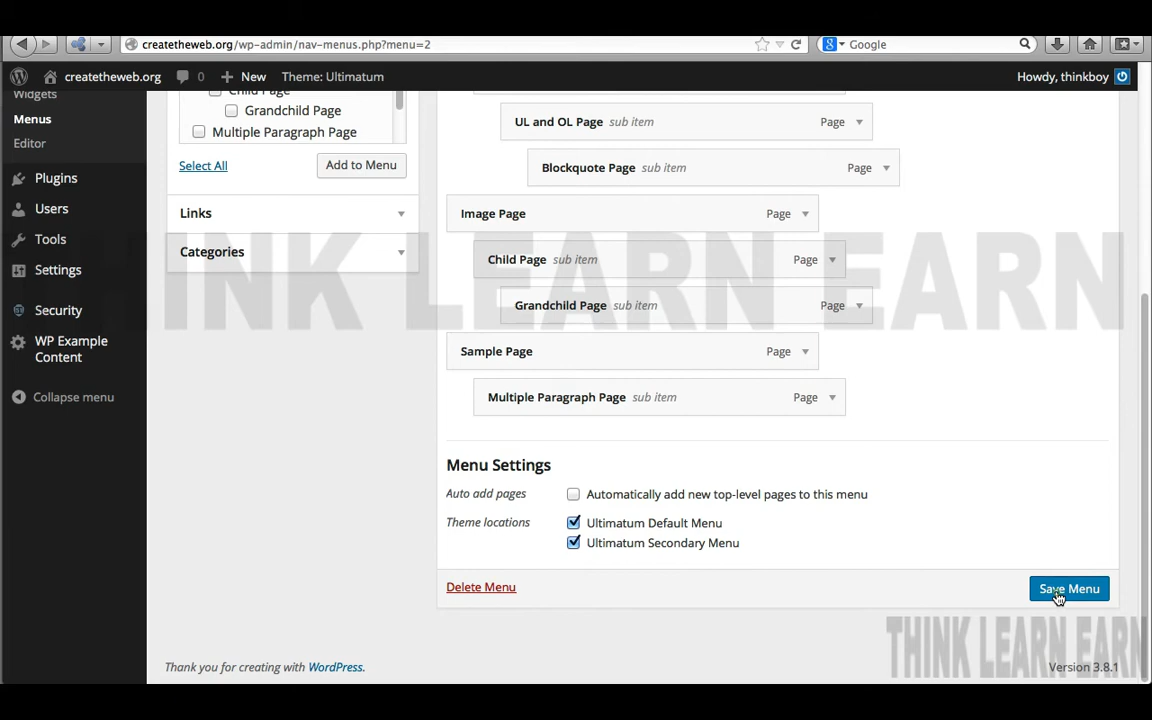 createtheweb.org/wp-admin/nav-menus.php?menu=2
Google
createtheweb.org 0 New Theme: Ultimatum Howdy, thinkboy
Widgets
Menus
Editor
Plugins
Users
Tools
Settings
Security
WP Example
Content
Collapse menu
Child Page
Grandchild Page
Multiple Paragraph Page
Select All Add to Menu
Links
Categories
UL and OL Page sub item Page
Blockquote Page sub item Page
Image Page Page
Child Page sub item Page
Grandchild Page sub item Page
Sample Page Page
Multiple Paragraph Page sub item Page
THINK LEARN EARN
Menu Settings
Auto add pages Automatically add new top-level pages to this menu
Theme locations Ultimatum Default Menu
Ultimatum Secondary Menu
Delete Menu Save Menu
THINK LEARN EARN
Thank you for creating with WordPress. Version 3.8.1